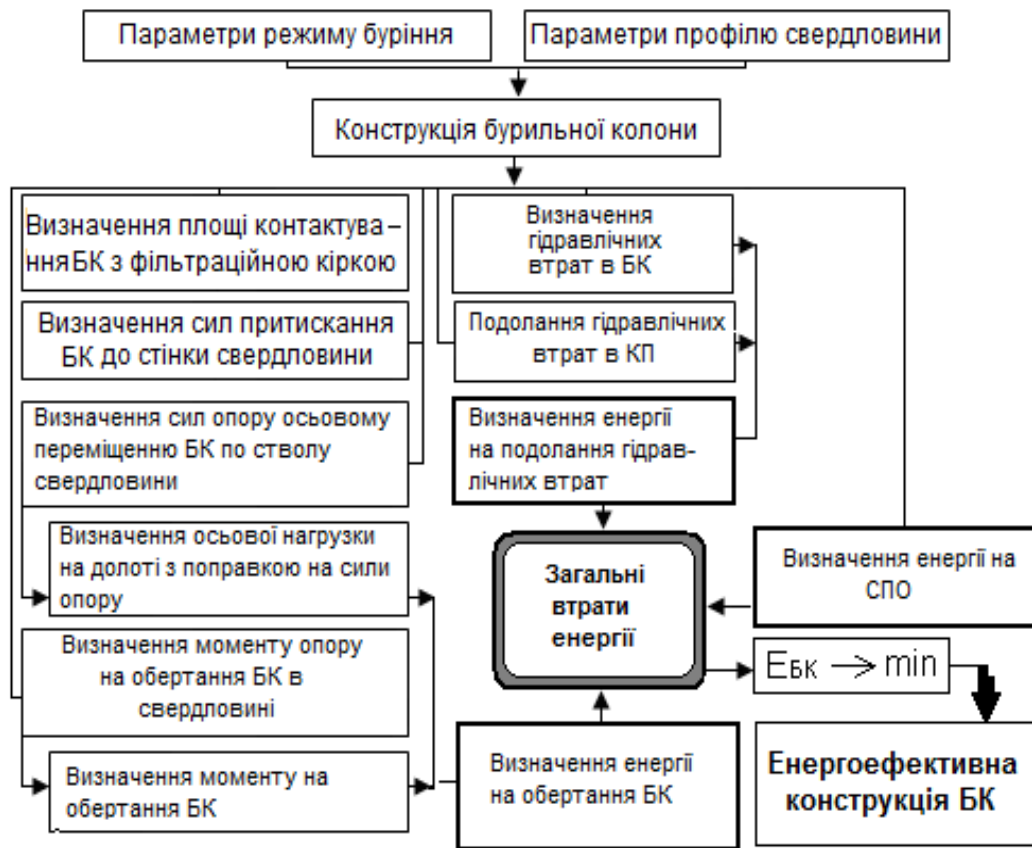 Параметри режиму буріння
Параметри профілю свердловини
Конструкція бурильної колони
Визначення площі контактува –
ння БК з фільтраційною кіркою
Визначення сил притискання
БК до стінки свердловини
Визначення сил опору осьовому
переміщенню БК по стволу
свердловини
Визначення осьової нагрузки
на долоті з поправкою на сили
опору
Визначення моменту опору
на обертання БК в
свердловині
Визначення моменту на
обертання БК
Визначення
гідравлічних
втрат в БК
Подолання гідравлічних
втрат в КП
Визначення енергії
на подолання гідрав-
лічних втрат
Загальні
втрати
енергії
Визначення енергії
на обертання БК
Визначення енергії на
СПО
EБК → min
Енергоефективна
конструкція БК